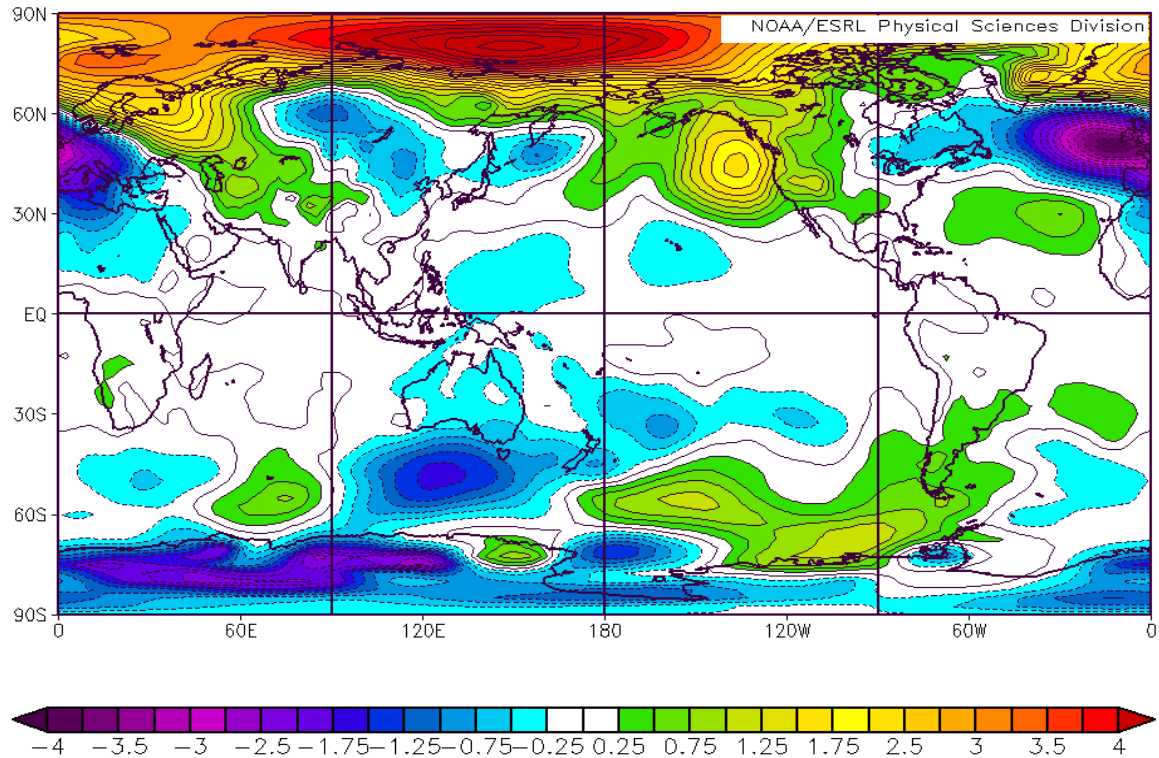 90N
NOAA/ESRL Physical Sciences Division
60N
30N
EQ
30S
60S
90S
0 60E 120E 180 120W 60W 0
−4 −3.5 −3 −2.5 −1.75 −1.25 −0.75 −0.25 0.25 0.75 1.25 1.75 2.5 3 3.5 4